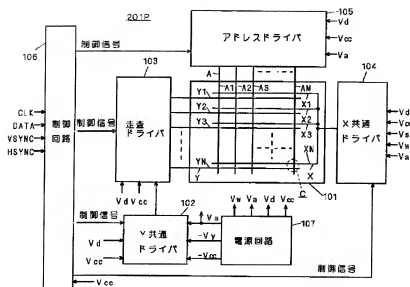 201P
105
アドレスドライバ
Vd
Vcc
Va
106
制御信号
103
A
A1
A2
A3
AM
104
CLK
DATA
VSYNC
HSYNC
制御回路
制御信号
走査ドライバ
Y1
Y2
Y3
YN
Y
X1
X2
X3
XN
X
X共通ドライバ
Vd
Vcc
Vs
Vw
Va
101
C
Vd Vcc
102
制御信号
Vd
Vcc
Y共通ドライバ
Vs
-Vy
-Vcc
Vw
Va
Vd
Vcc
107
電源回路
制御信号
Vcc